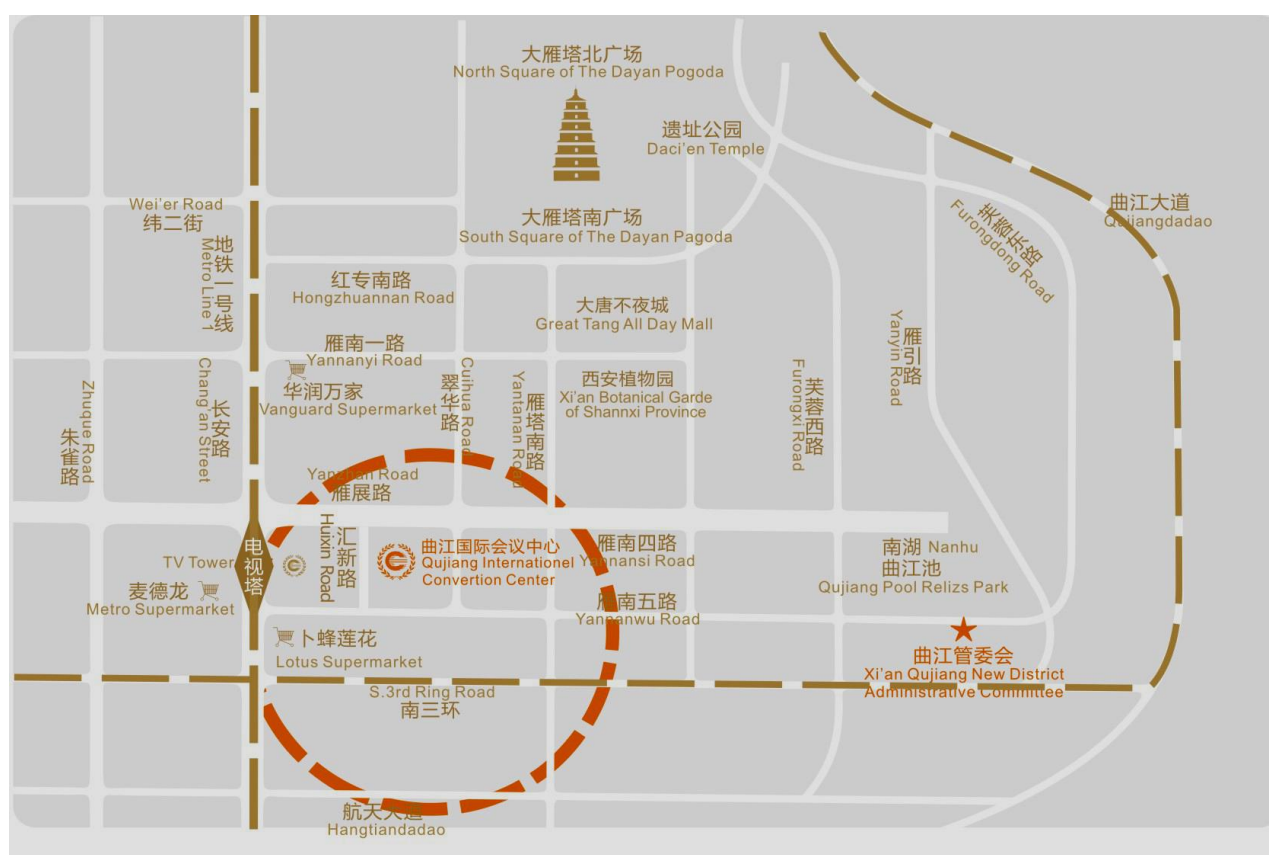 大雁塔北广场
North Square of The Dayan Pogoda
遗址公园
Daci'en Temple
Wei'er Road
纬二街
曲江大道
Qujiangdadao
大雁塔南广场
South Square of The Dayan Pagoda
芙蓉东路
Furongdong Road
地铁一号线
Metro Line 1
红专南路
Hongzhuannan Road
大唐不夜城
Great Tang All Day Mall
雁南一路
Yannanyi Road
雁引路
Yanyin Road
华润万家
Vanguard Supermarket
翠华路
Cuihua Road
雁塔南路
Yantanan Road
西安植物园
Xi'an Botanical Garde
of Shannxi Province
芙蓉西路
Furongxi Road
朱雀路
Zhuque Road
长安路
Chang'an Street
Yanzhan Road
雁展路
汇新路
Huixin Road
电视塔
TV Tower
曲江国际会议中心
Qujiang Internationel
Convertion Center
雁南四路
Yannansi Road
南湖 Nanhu
曲江池
Qujiang Pool Relizs Park
麦德龙
Metro Supermarket
雁南五路
Yannanwu Road
卜蜂莲花
Lotus Supermarket
曲江管委会
Xi'an Qujiang New District
Administrative Committee
S.3rd Ring Road
南三环
航天大道
Hangtiandadao